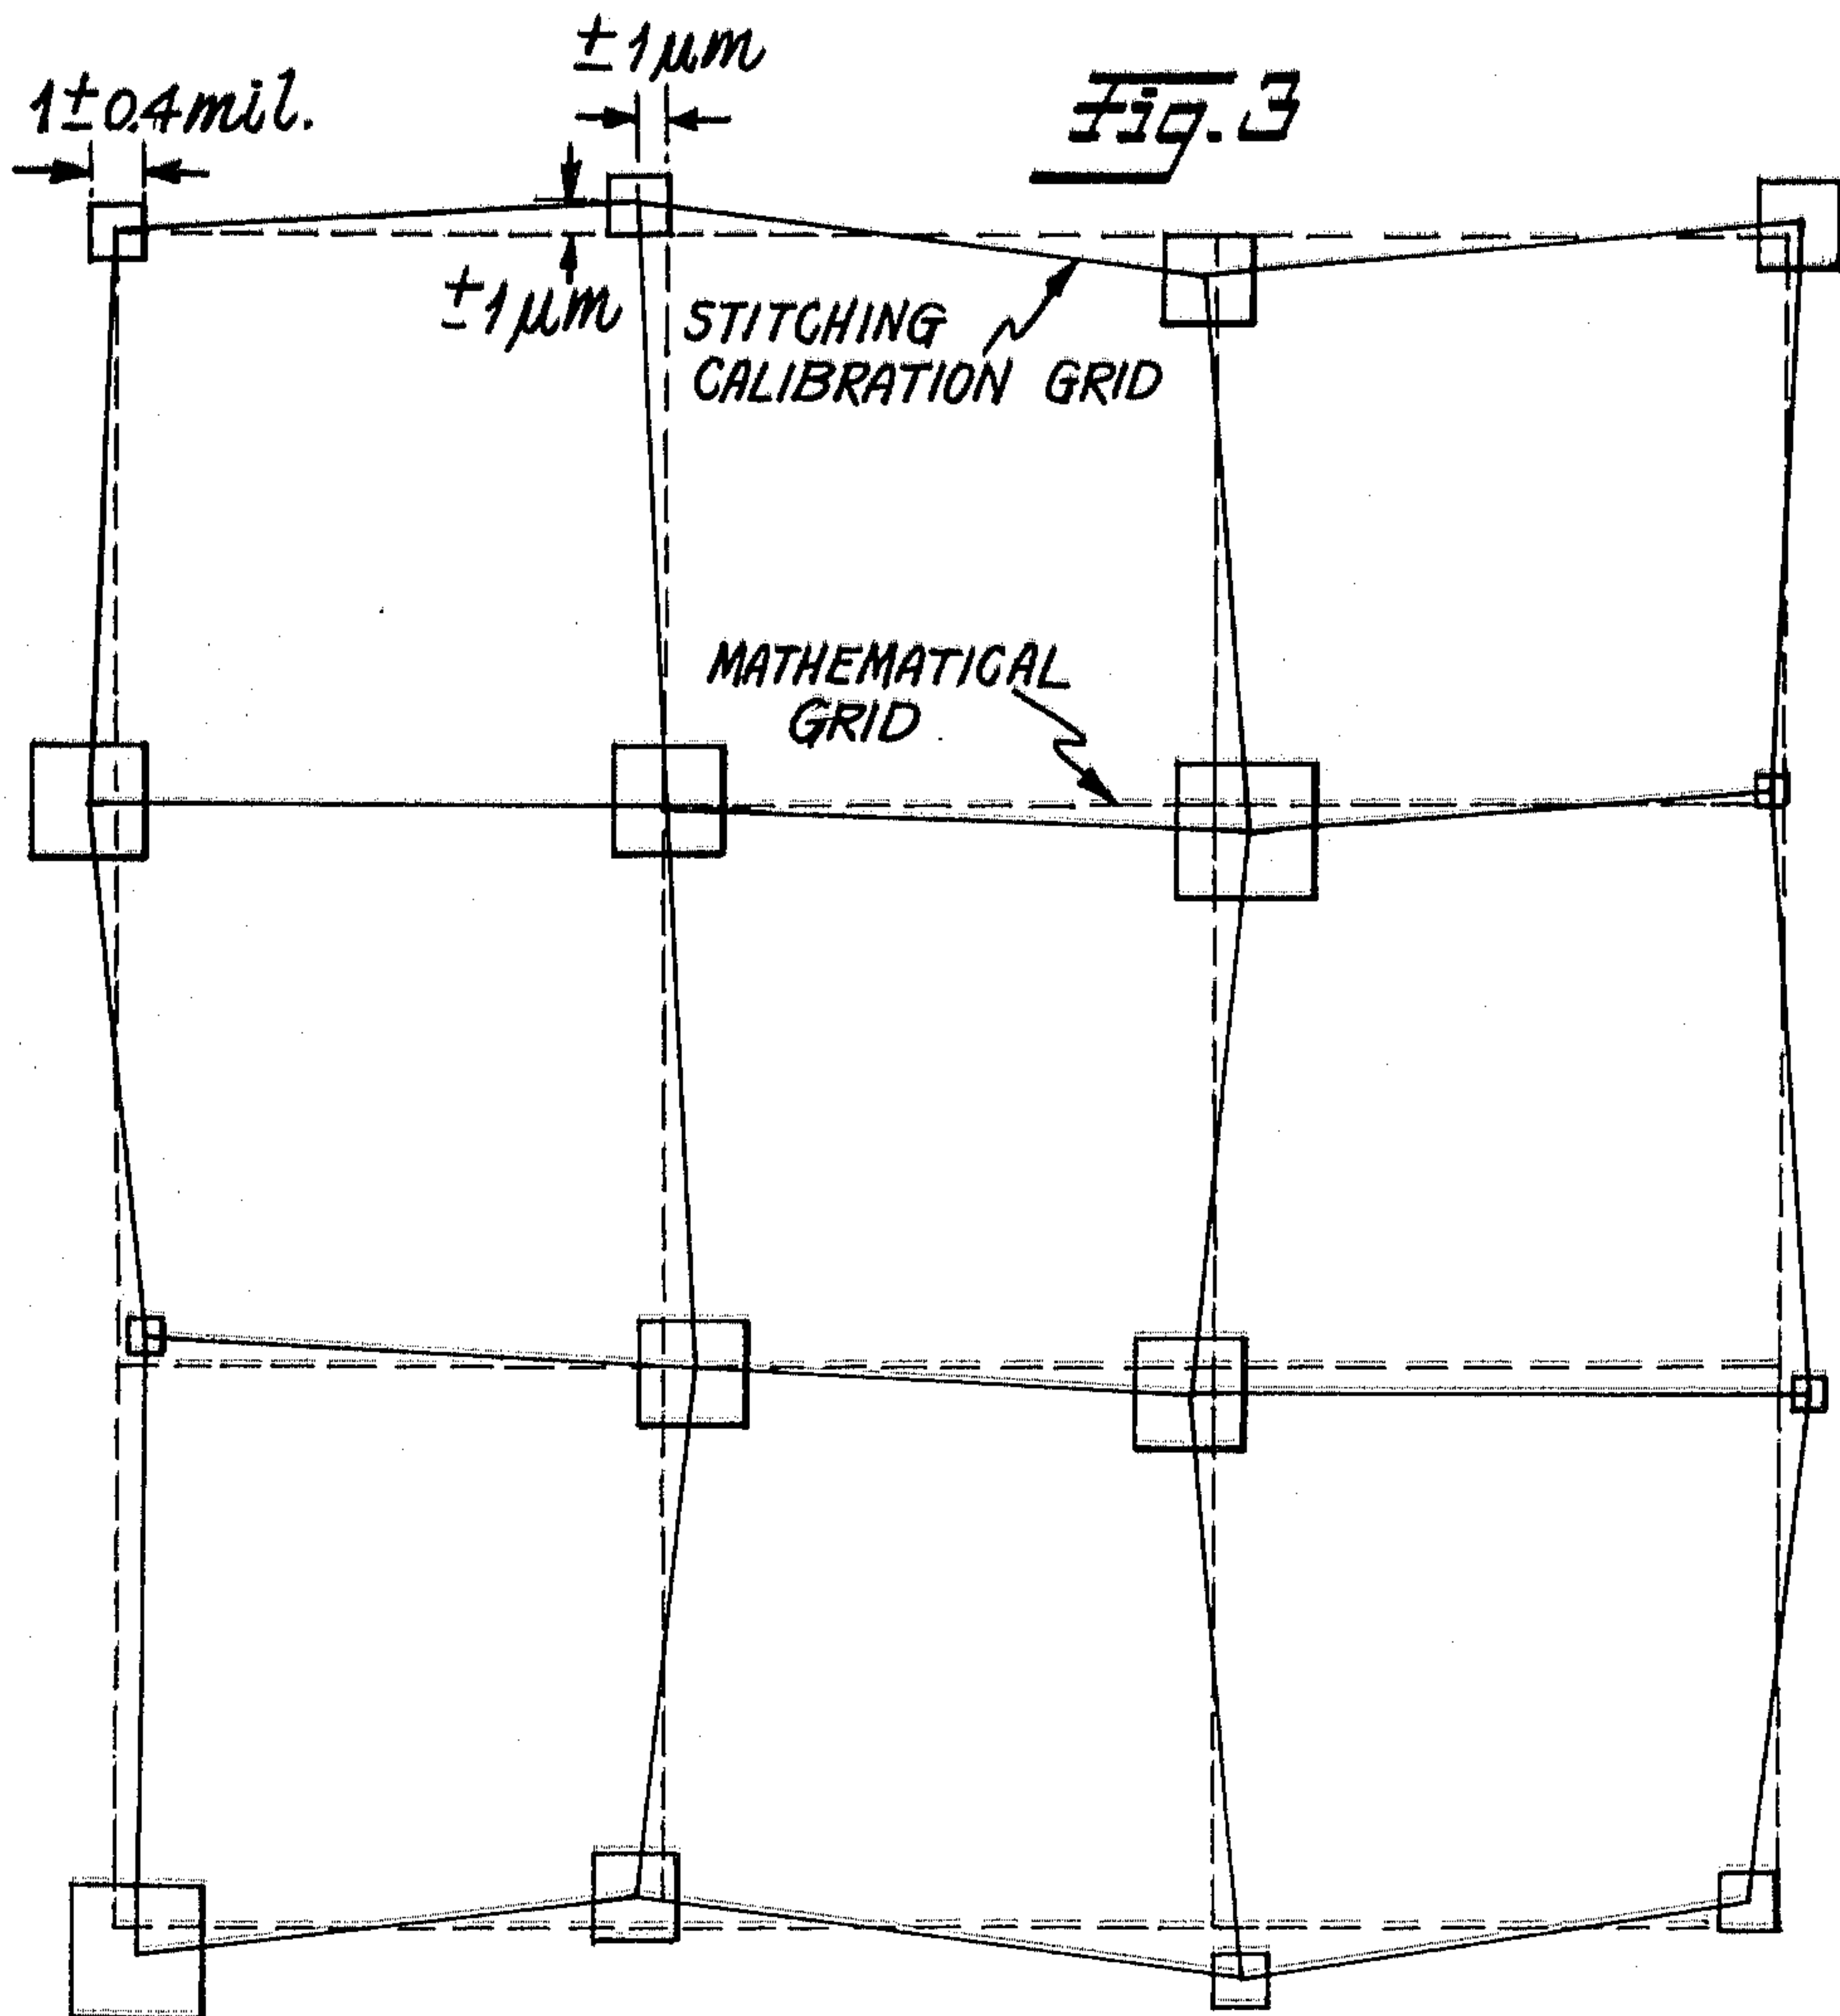 ±1μm
1±0.4mil.
Fig. 3
±1μm
STITCHING
CALIBRATION GRID
MATHEMATICAL
GRID